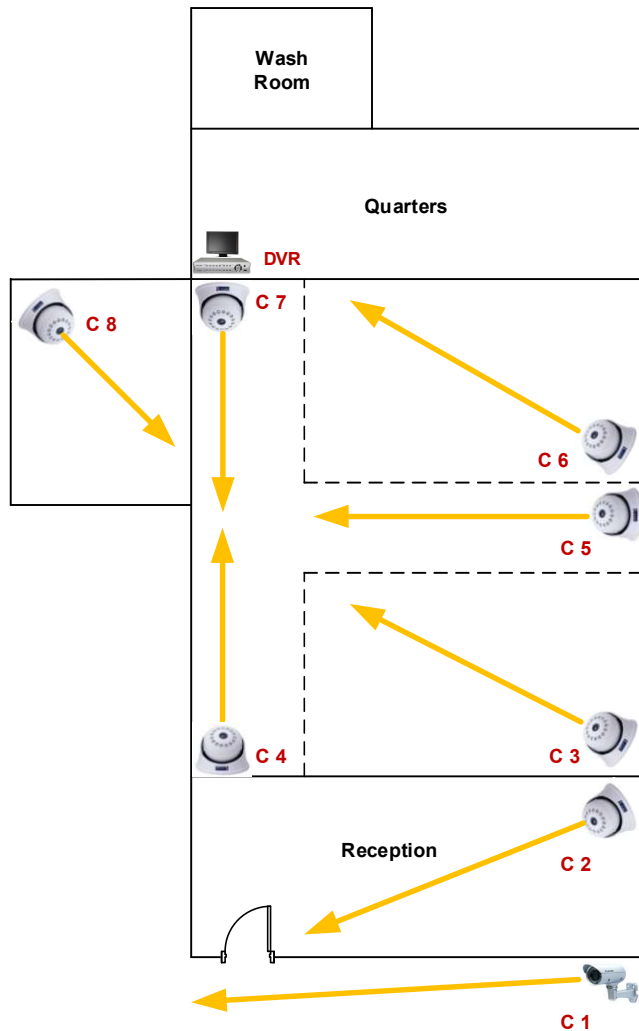 Wash
Room
Quarters
DVR
C 7
C 8
C 6
C 5
C 4
C 3
C 2
Reception
C 1